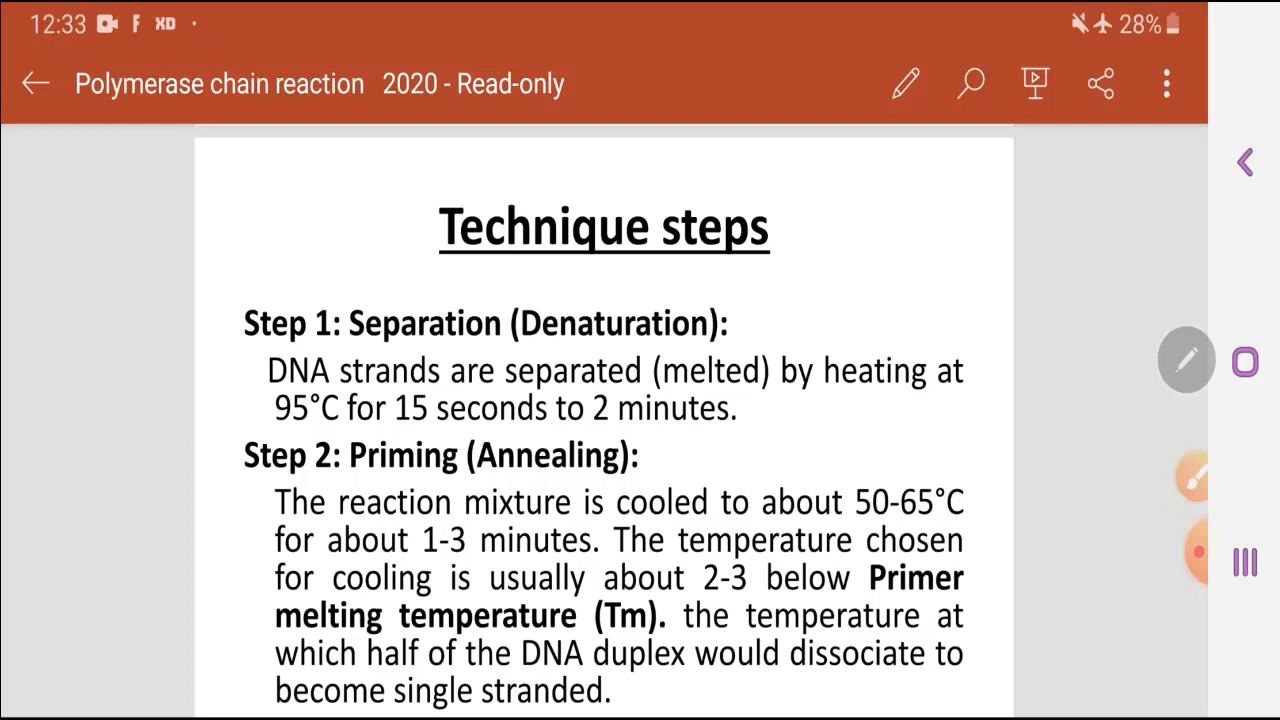 12:33 F XD 28%
Polymerase chain reaction 2020 - Read-only
Technique steps
Step 1: Separation (Denaturation):
DNA strands are separated (melted) by heating at
95°C for 15 seconds to 2 minutes.
Step 2: Priming (Annealing):
The reaction mixture is cooled to about 50-65°C
for about 1-3 minutes. The temperature chosen
for cooling is usually about 2-3 below Primer
melting temperature (Tm). the temperature at
which half of the DNA duplex would dissociate to
become single stranded.